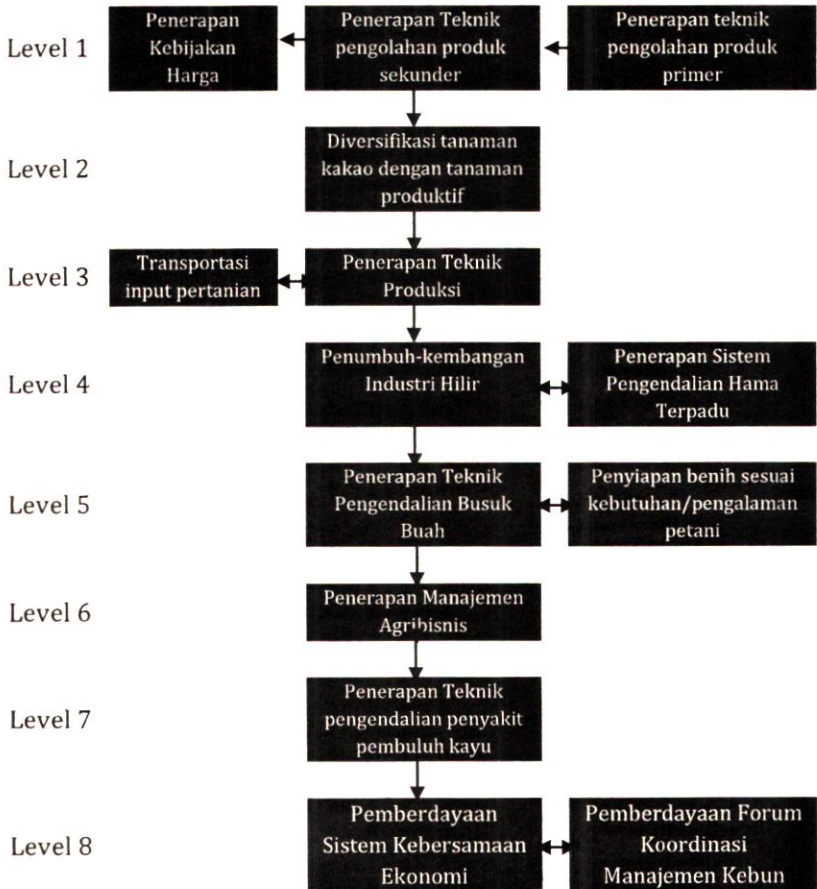 Level 1
Penerapan
Kebijakan
Harga
Penerapan Teknik
pengolahan produk
sekunder
Penerapan teknik
pengolahan produk
primer
Level 2
Diversifikasi tanaman
kakao dengan tanaman
produktif
Level 3
Transportasi
input pertanian
Penerapan Teknik
Produksi
Level 4
Penumbuh-kembangan
Industri Hilir
Penerapan Sistem
Pengendalian Hama
Terpadu
Level 5
Penerapan Teknik
Pengendalian Busuk
Buah
Penyiapan benih sesuai
kebutuhan/pengalaman
petani
Level 6
Penerapan Manajemen
Agribisnis
Level 7
Penerapan Teknik
pengendalian penyakit
pembuluh kayu
Level 8
Pemberdayaan
Sistem Kebersamaan
Ekonomi
Pemberdayaan Forum
Koordinasi
Manajemen Kebun